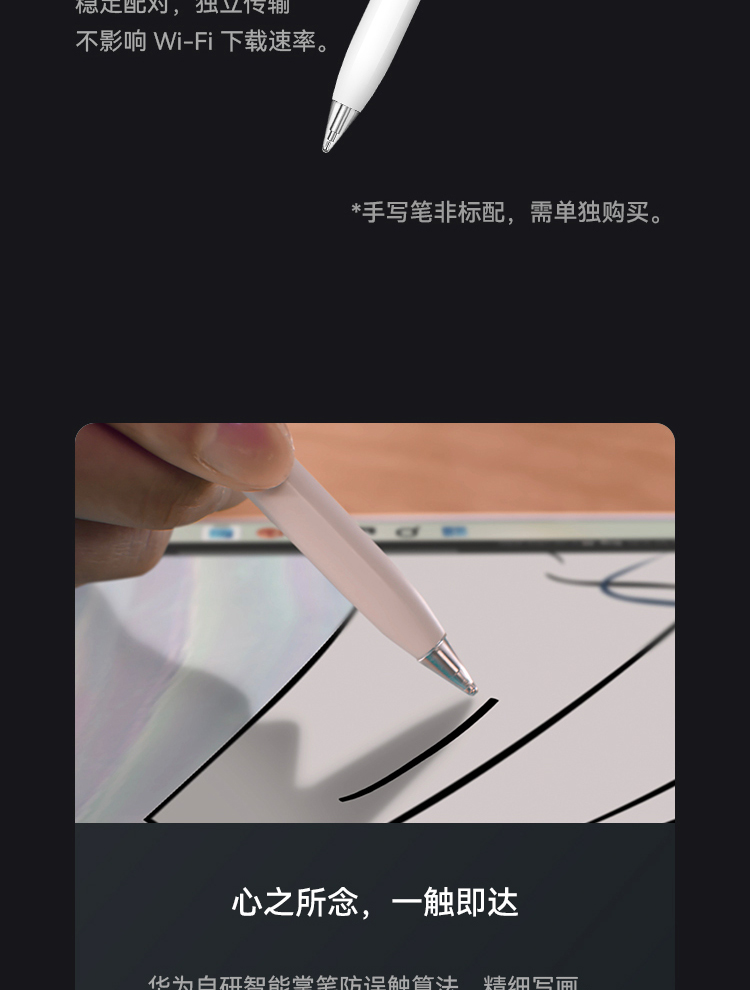 稳定配对，独立传输
不影响 Wi-Fi 下载速率。
*手写笔非标配，需单独购买。
心之所念，一触即达
华为自研智能掌笔防误触算法，精细写画